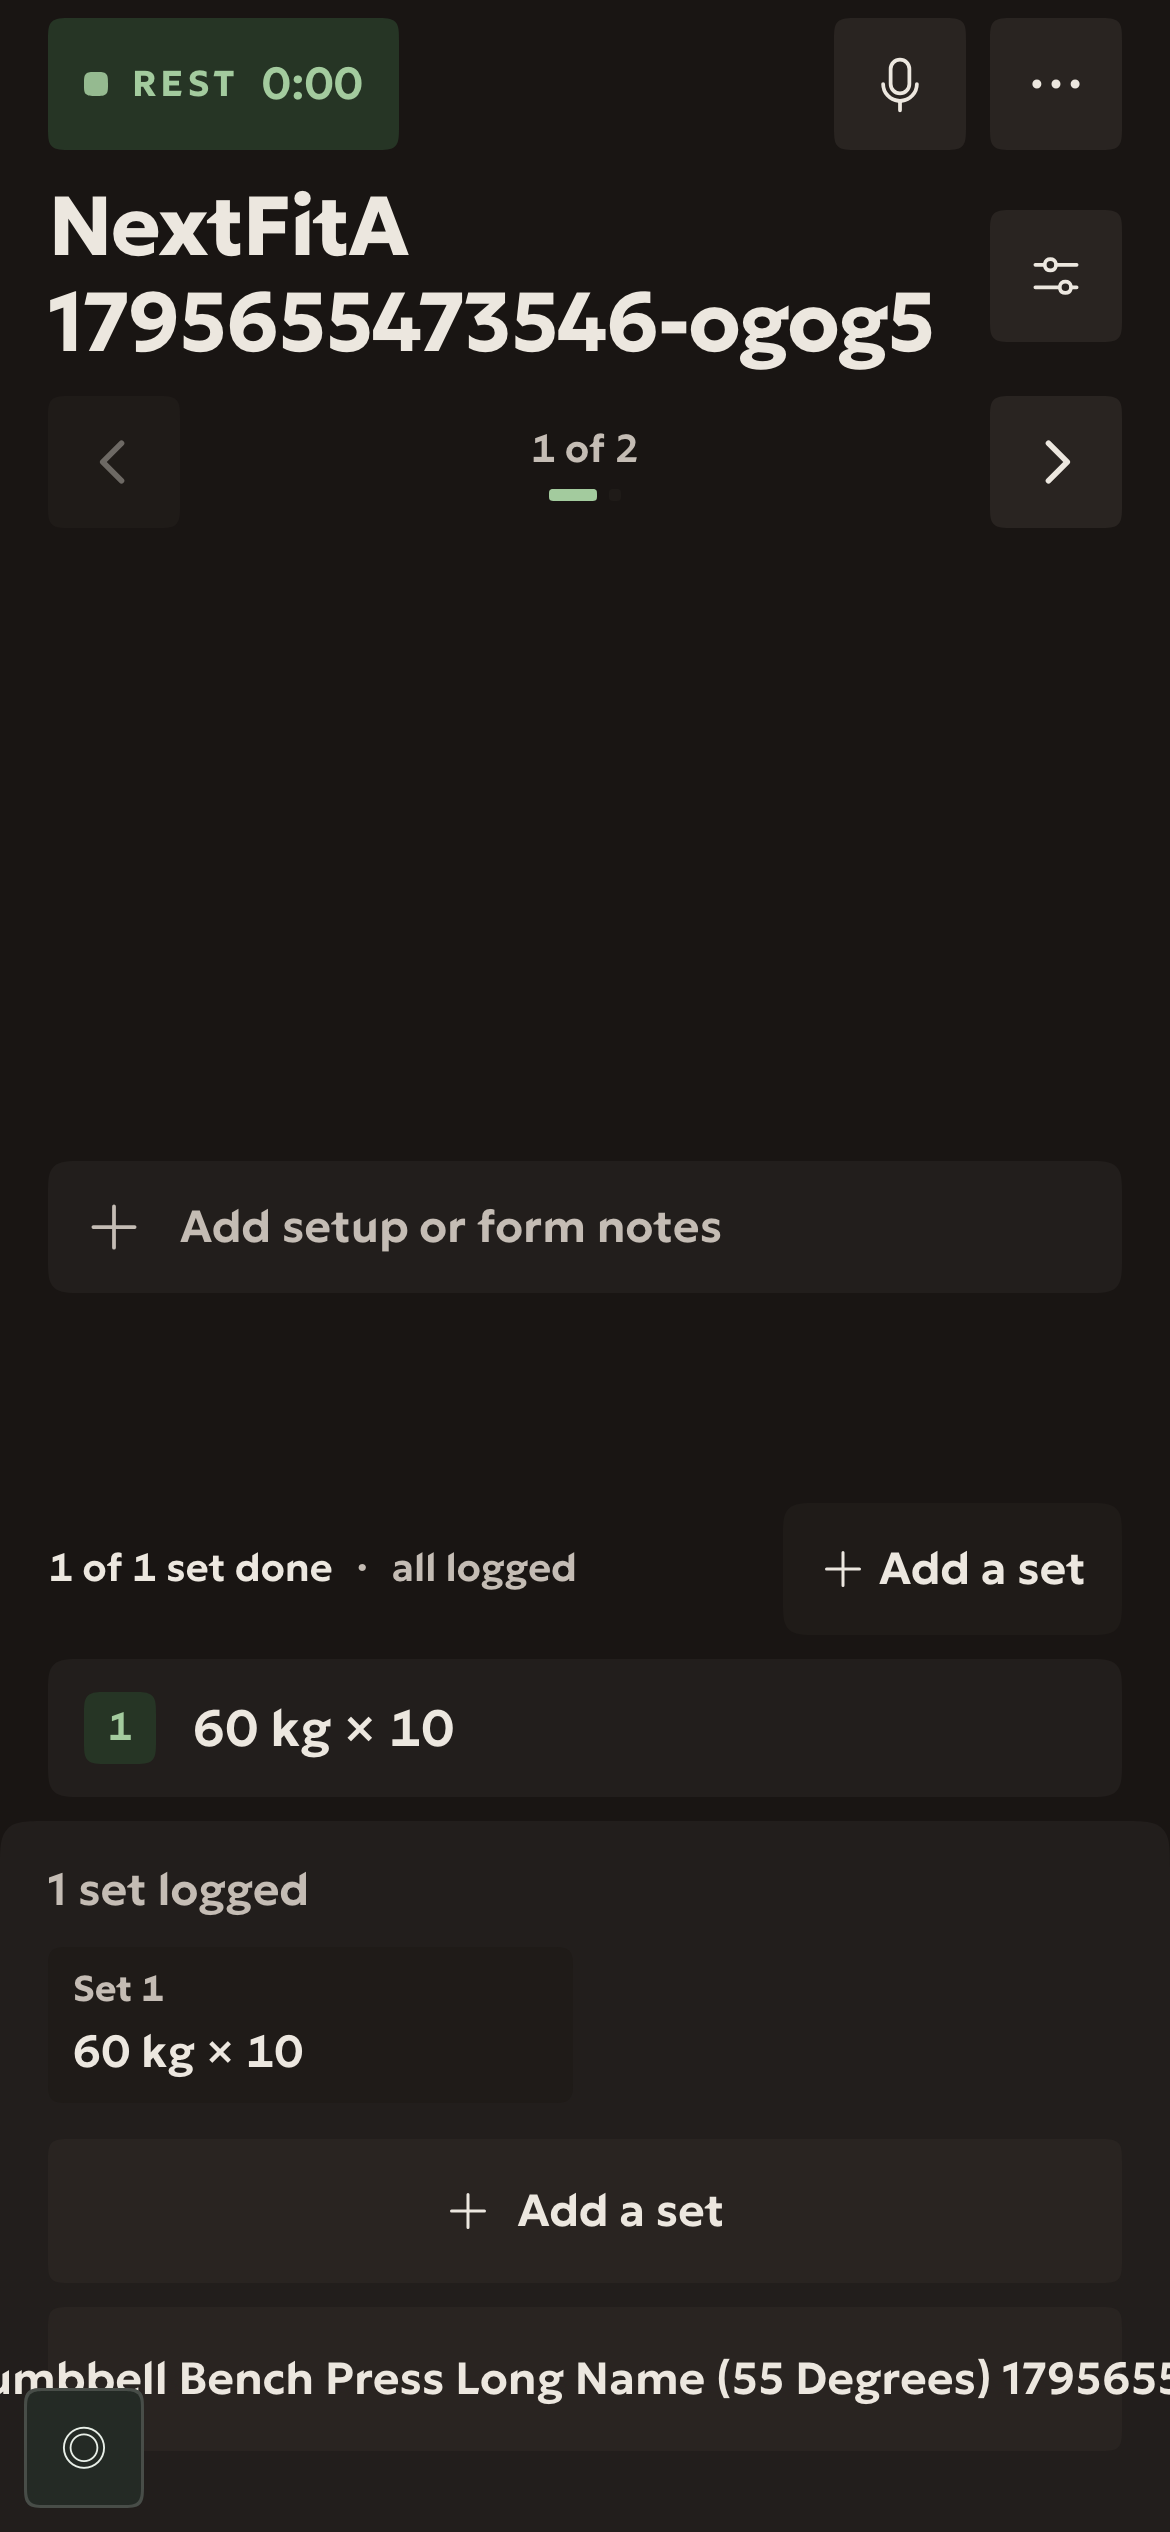 REST 0:00
NextFitA
1795655473546-ogog5
1 of 2
Add setup or form notes
1 of 1 set done · all logged
Add a set
1 60 kg × 10
1 set logged
Set 1
60 kg × 10
Add a set
Bench Press Long Name (55 Degrees)